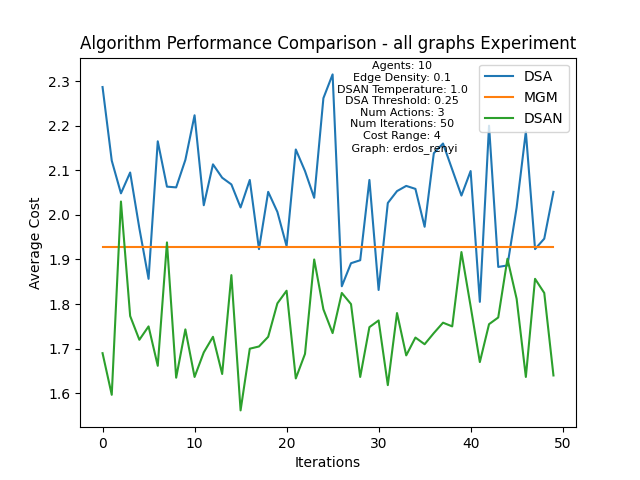 Algorithm Performance Comparison - all graphs Experiment
Agents: 10
Edge Density: 0.1
DSAN Temperature: 1.0
DSA Threshold: 0.25
Num Actions: 3
Num Iterations: 50
Cost Range: 4
Graph: erdos_renyi
DSA
MGM
DSAN
Average Cost
2.3
2.2
2.1
2.0
1.9
1.8
1.7
1.6
0 10 20 30 40 50
Iterations